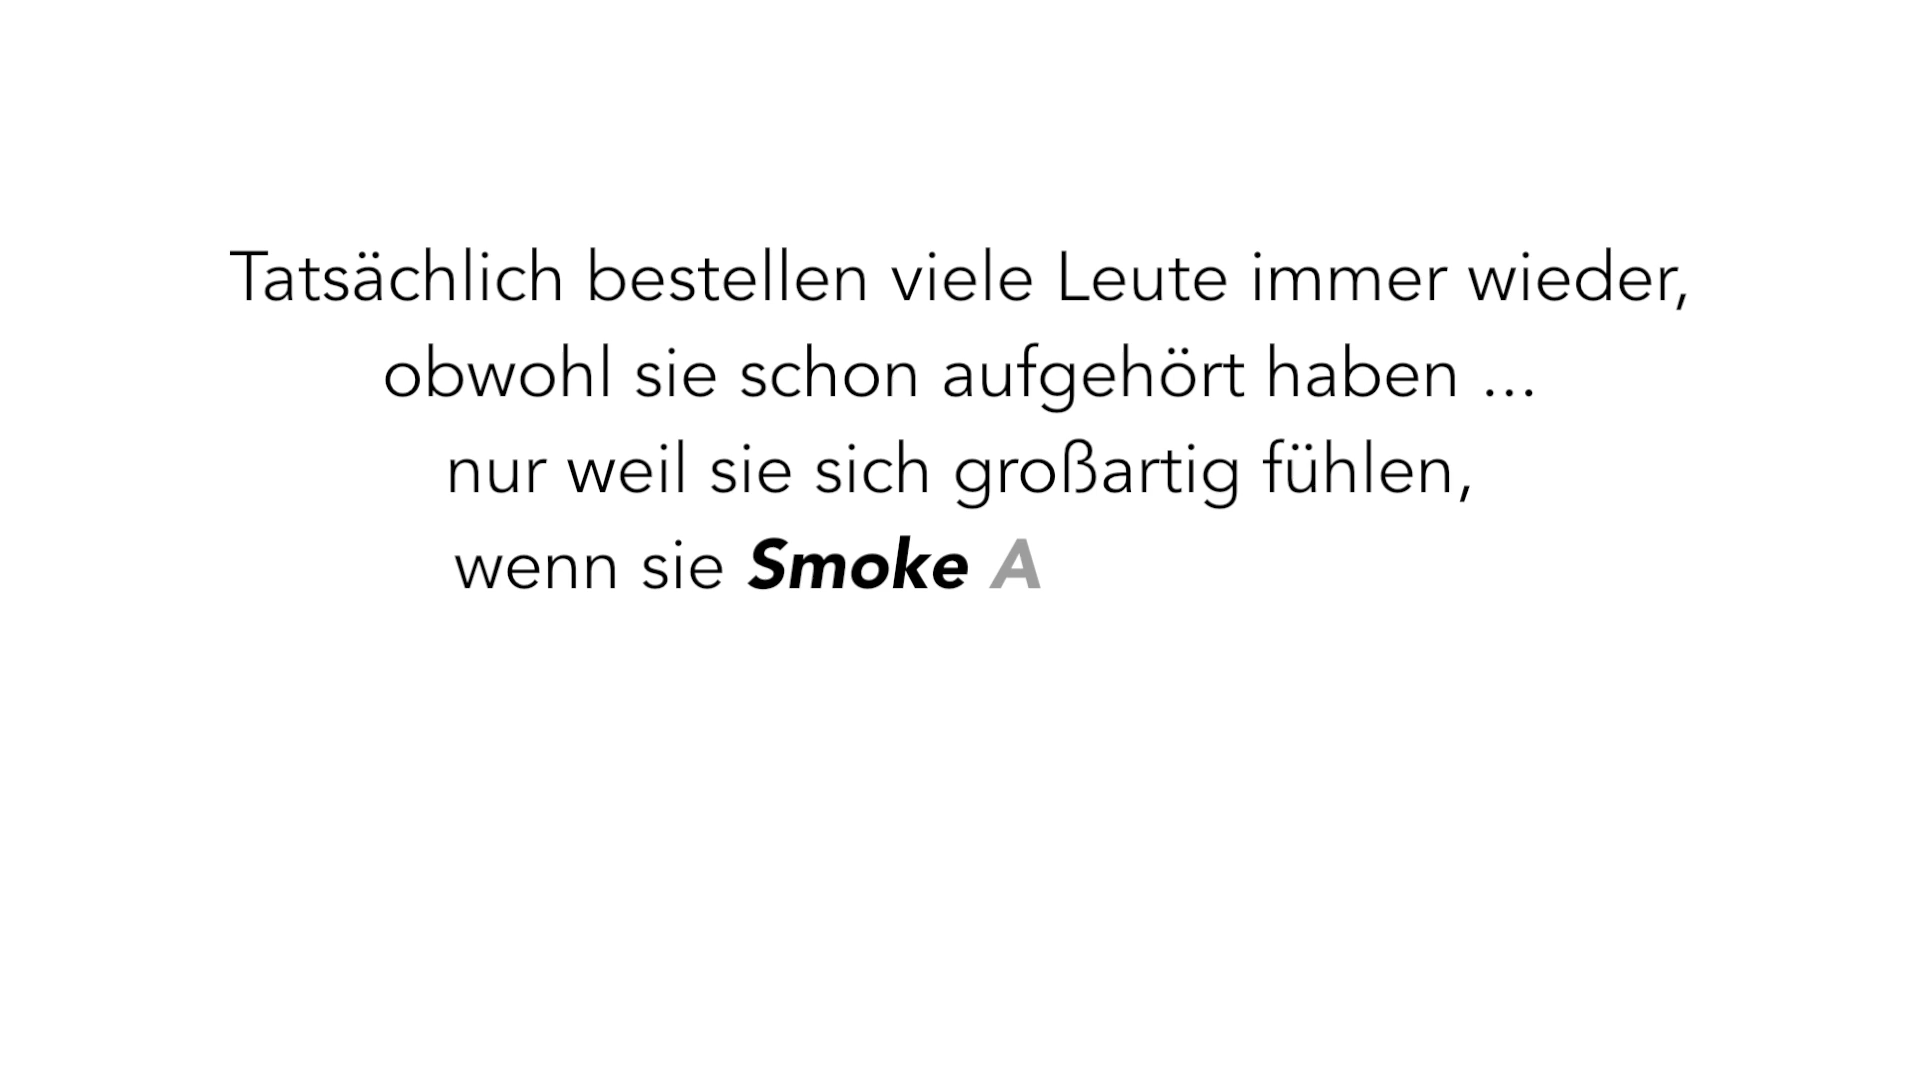 Tatsächlich bestellen viele Leute immer wieder,
obwohl sie schon aufgehört haben ...
nur weil sie sich großartig fühlen,
wenn sie Smoke A